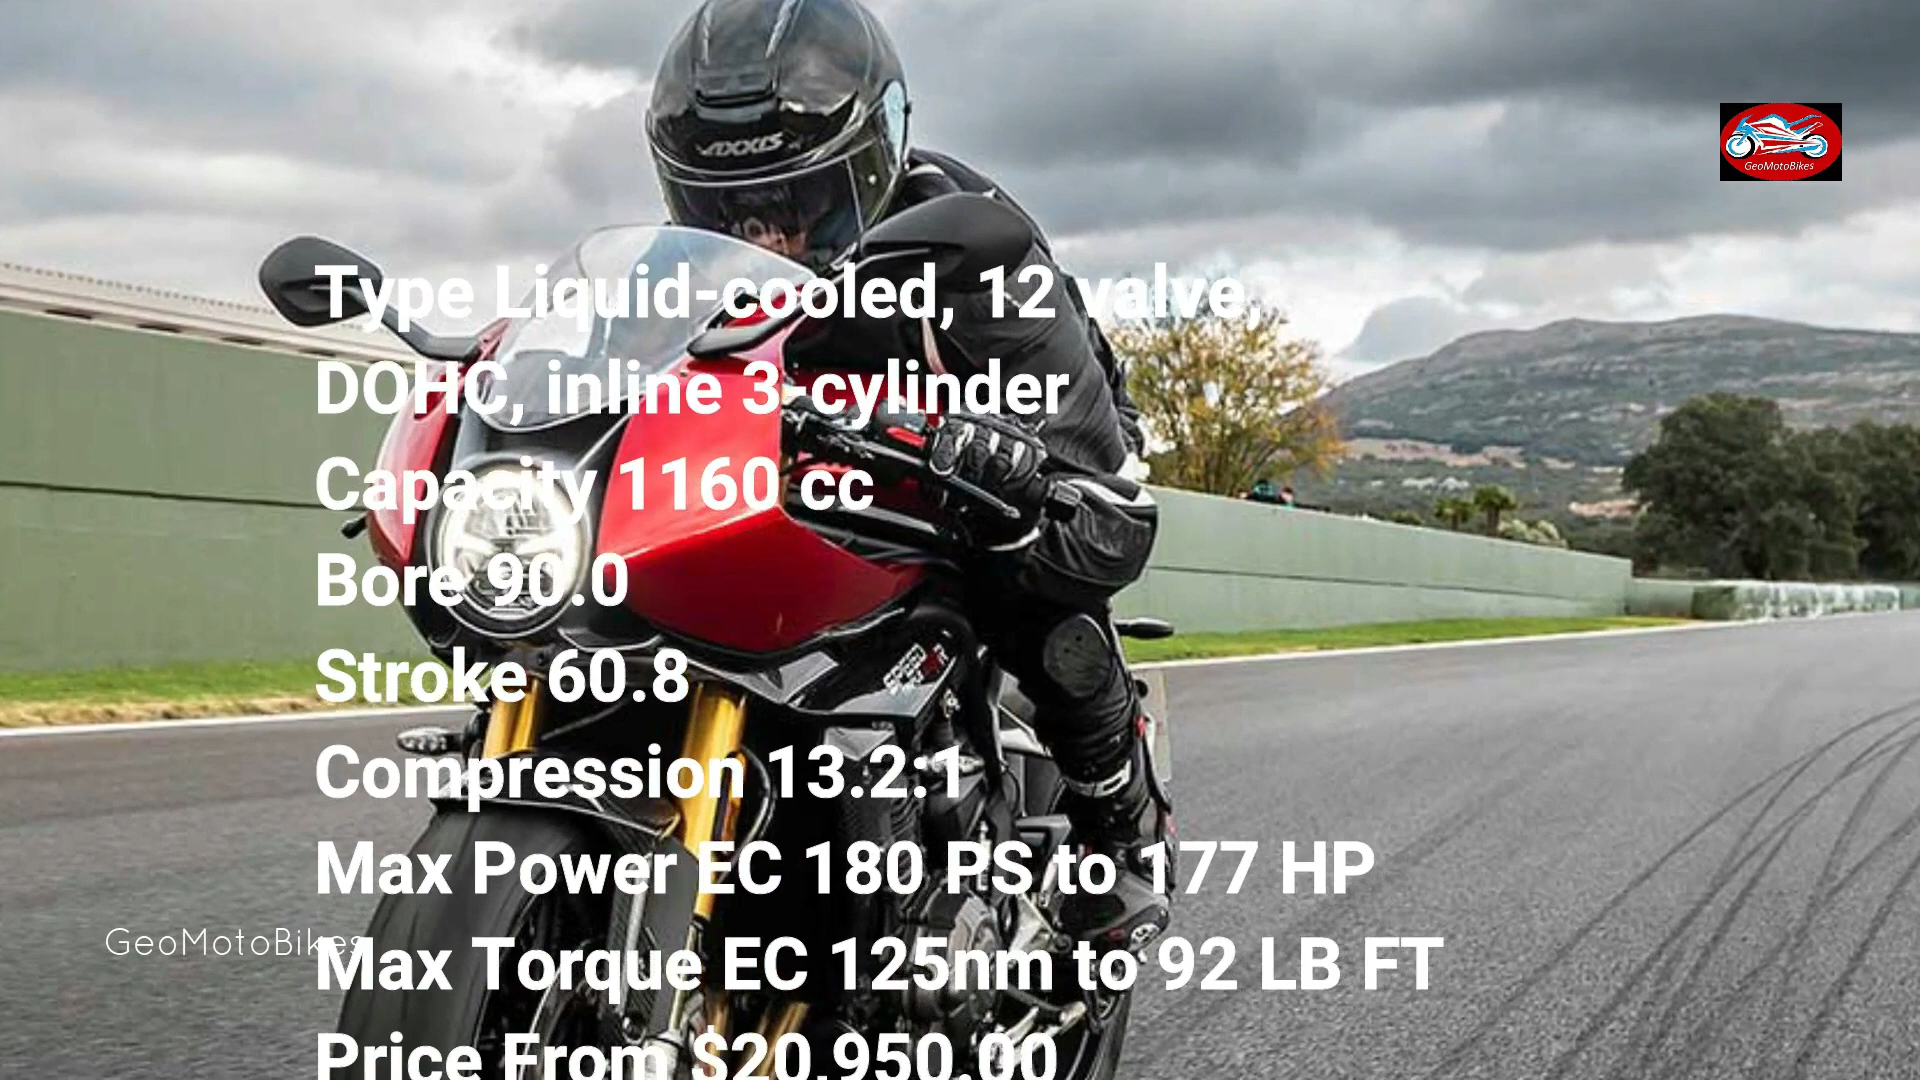 AXXIS
GeoMotoBikes
Type Liquid-cooled, 12 valve,
DOHC, inline 3-cylinder
Capacity 1160 cc
Bore 90.0
Stroke 60.8
Compression 13.2:1
Max Power EC 180 PS to 177 HP
GeoMotoBikes
Max Torque EC 125nm to 92 LB FT
Price From $20,950.00